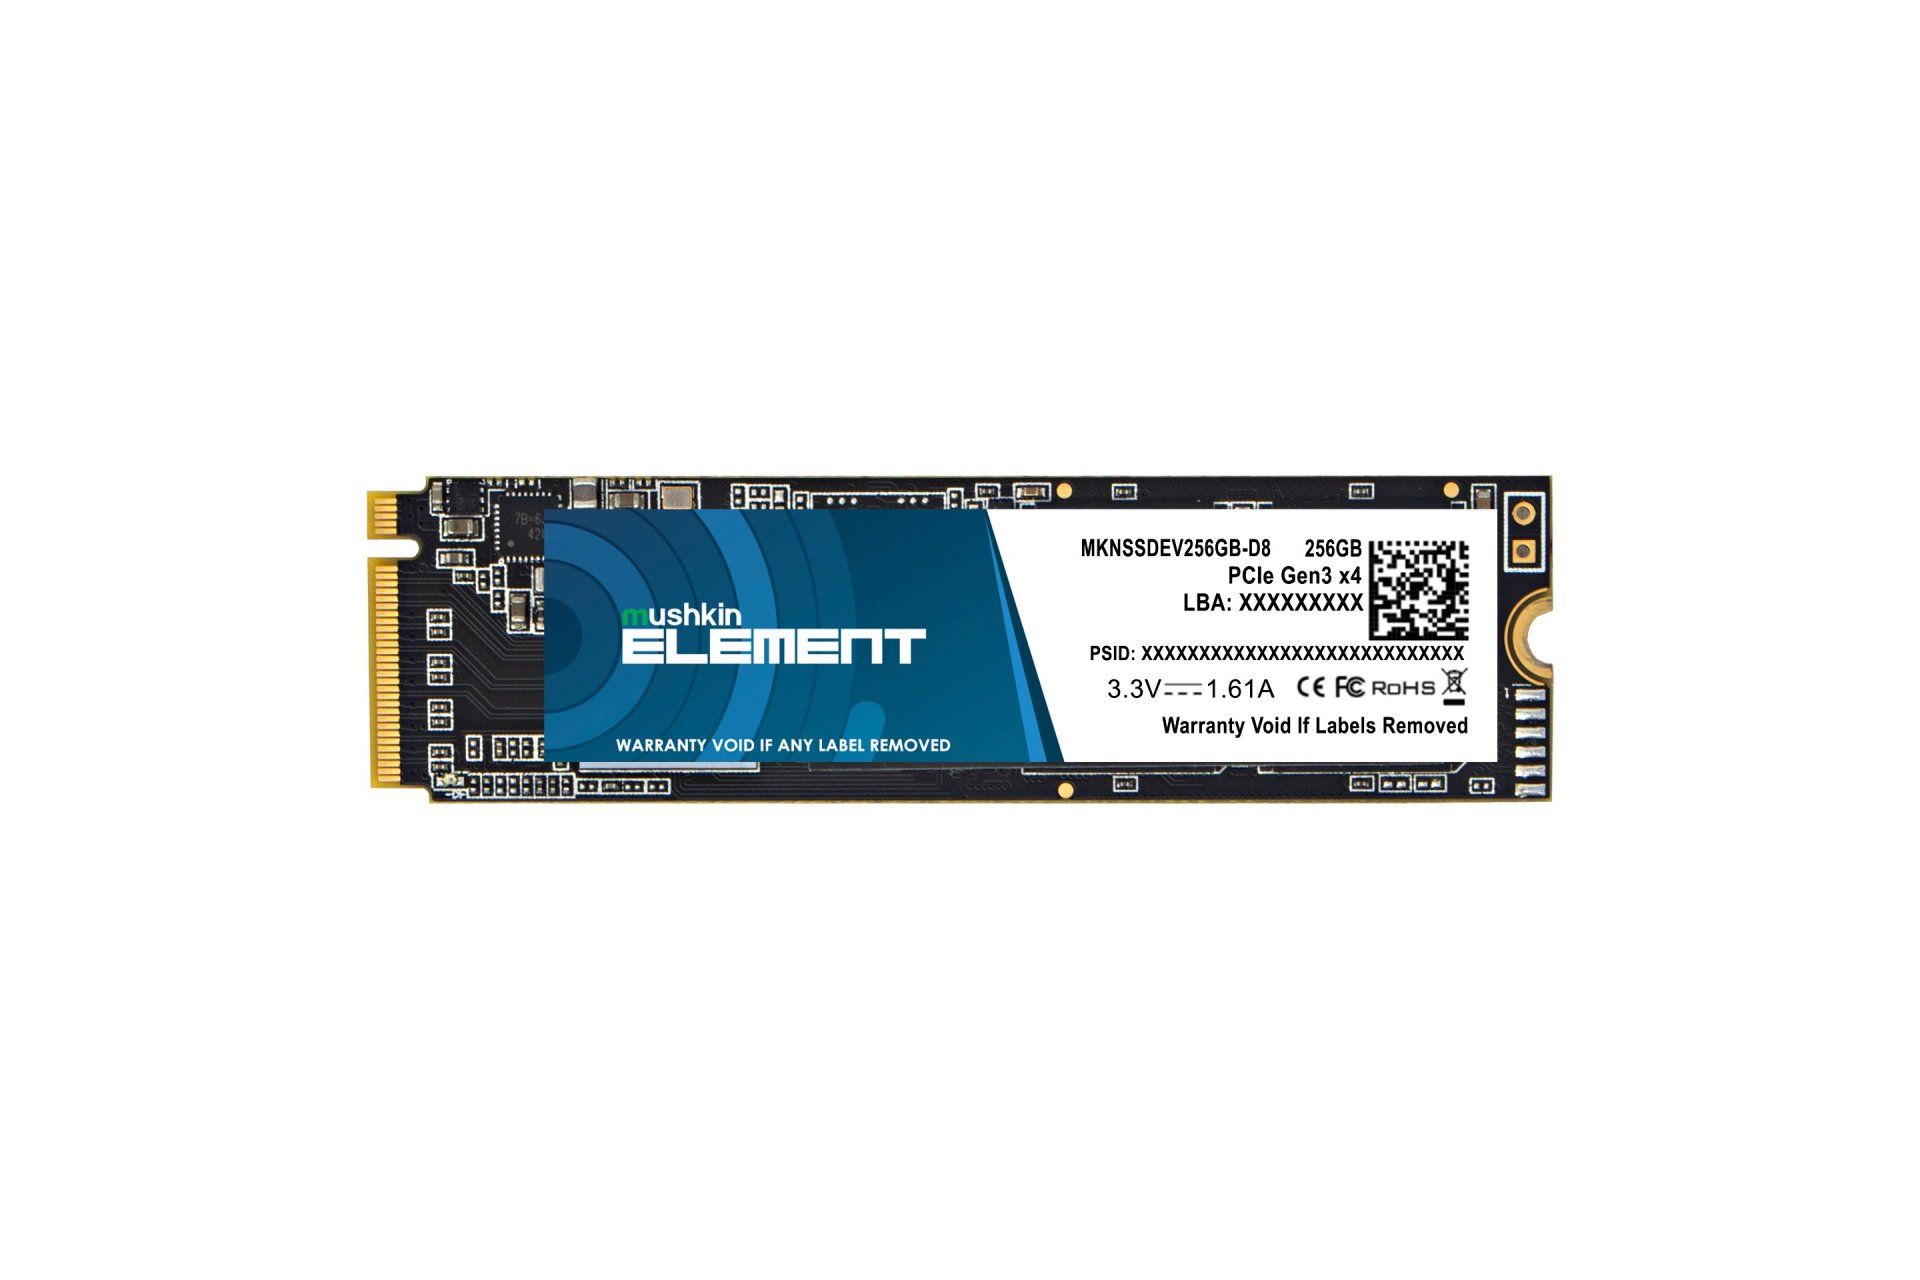 mushkin
ELEMENT
WARRANTY VOID IF ANY LABEL REMOVED
MKNSSDEV256GB-D8 256GB
PCIe Gen3 x4
LBA: XXXXXXXXX
PSID: XXXXXXXXXXXXXXXXXXXXXXXXXXXX
3.3V 1.61A CE FC RoHS
Warranty Void If Labels Removed